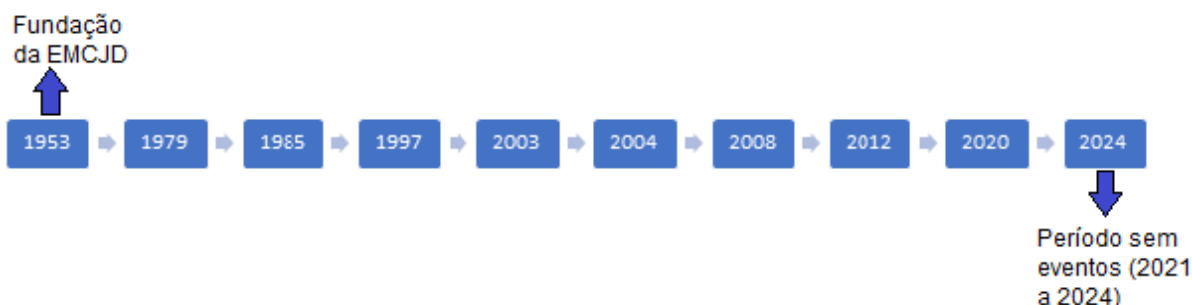 Fundação
da EMCJD
1953 1979 1985 1997 2003 2004 2008 2012 2020 2024
Período sem
eventos (2021
a 2024)